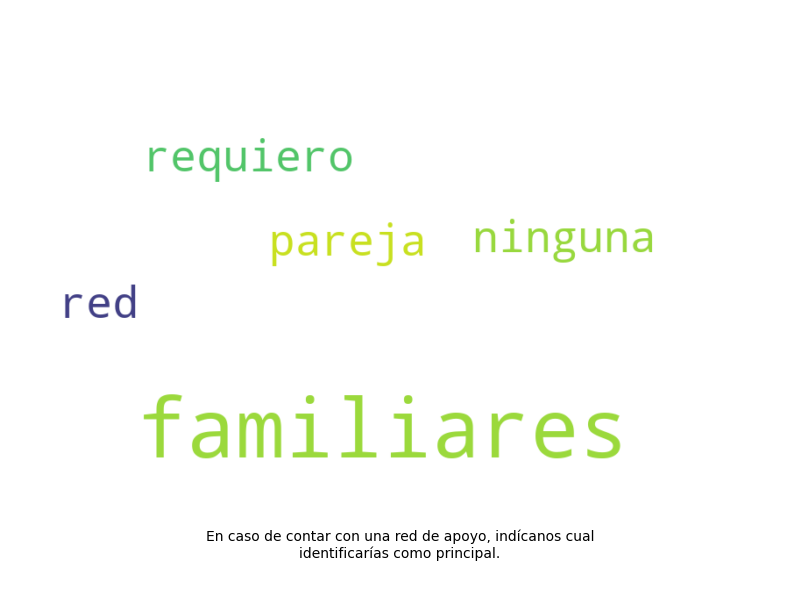 requiero
pareja ninguna
red
familiares
En caso de contar con una red de apoyo, indícanos cual
identificarías como principal.